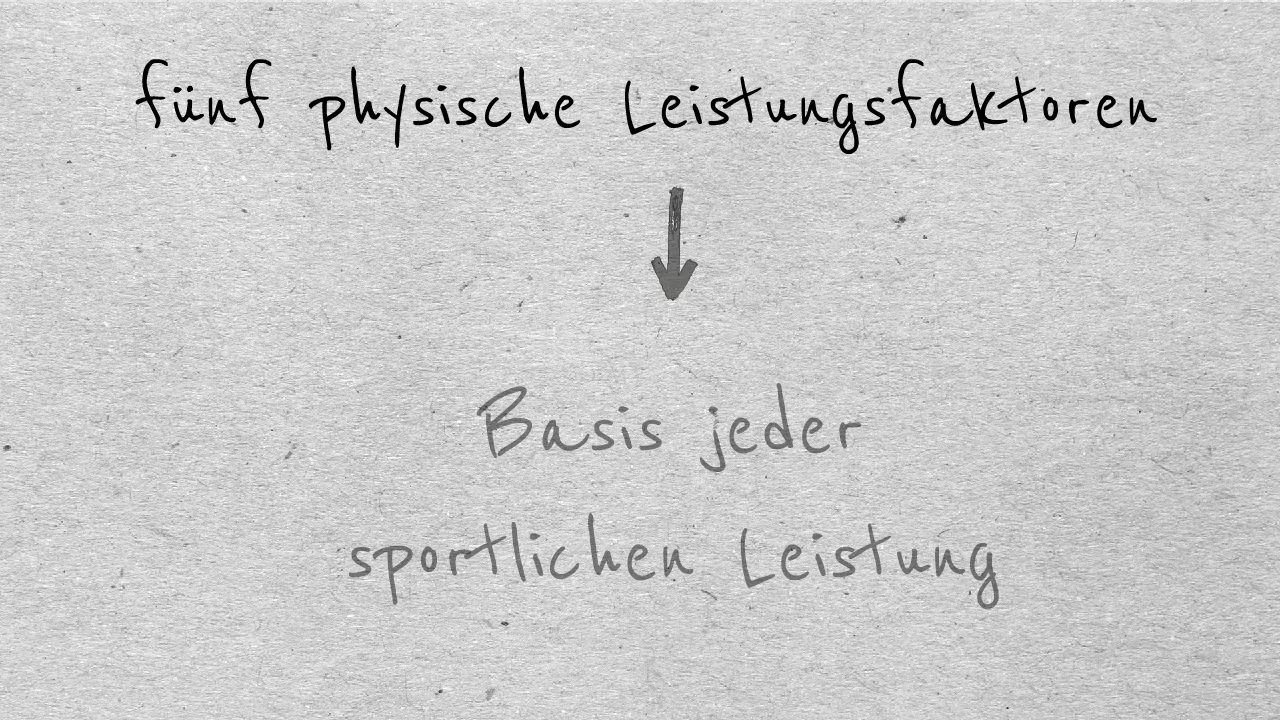 fünf physische Leistungsfaktoren
Basis jeder
sportlichen Leistung